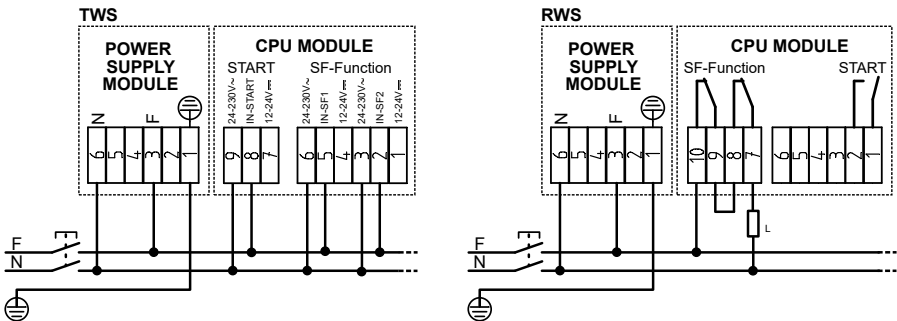 TWS
POWER
SUPPLY
MODULE
CPU MODULE
START
SF-Function
24-230V~
IN-START
12-24V⎓
24-230V~
IN-SF1
12-24V⎓
24-230V~
IN-SF2
12-24V⎓
N
F
6 5 4 3 2 1
9 8 7
6 5 4 3 2 1
F
N
RWS
POWER
SUPPLY
MODULE
CPU MODULE
SF-Function
START
N
F
6 5 4 3 2 1
10 9 8 7
6 5 4 3 2 1
L
F
N